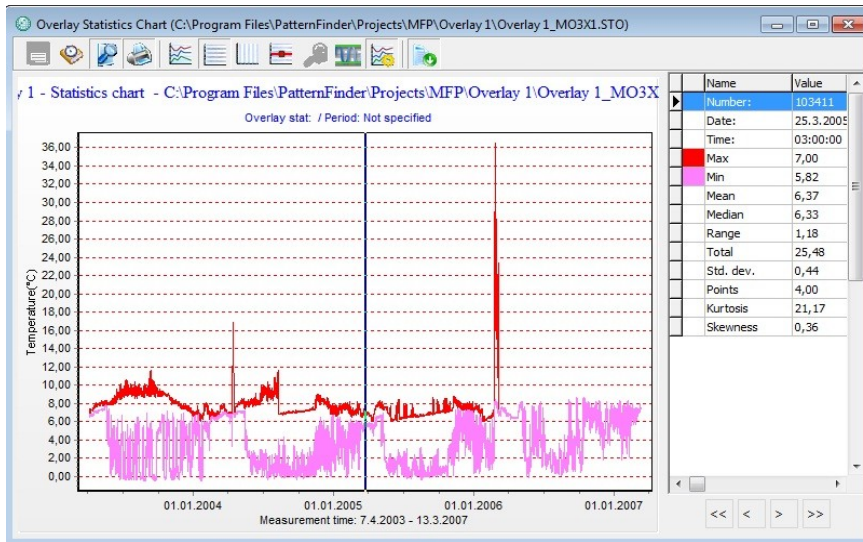 Overlay Statistics Chart (C:\Program Files\PatternFinder\Projects\MFP\Overlay 1\Overlay 1_MO3X1.STO)
y 1 - Statistics chart - C:\Program Files\PatternFinder\Projects\MFP\Overlay 1\Overlay 1_MO3X
Overlay stat: / Period: Not specified
Temperature(°C)
36,00
34,00
32,00
30,00
28,00
26,00
24,00
22,00
20,00
18,00
16,00
14,00
12,00
10,00
8,00
6,00
4,00
2,00
0,00
01.01.2004 01.01.2005 01.01.2006 01.01.2007
Measurement time: 7.4.2003 - 13.3.2007
Name Value
Number: 103411
Date: 25.3.2005
Time: 03:00:00
Max 7,00
Min 5,82
Mean 6,37
Median 6,33
Range 1,18
Total 25,48
Std. dev. 0,44
Points 4,00
Kurtosis 21,17
Skewness 0,36
<< < > >>